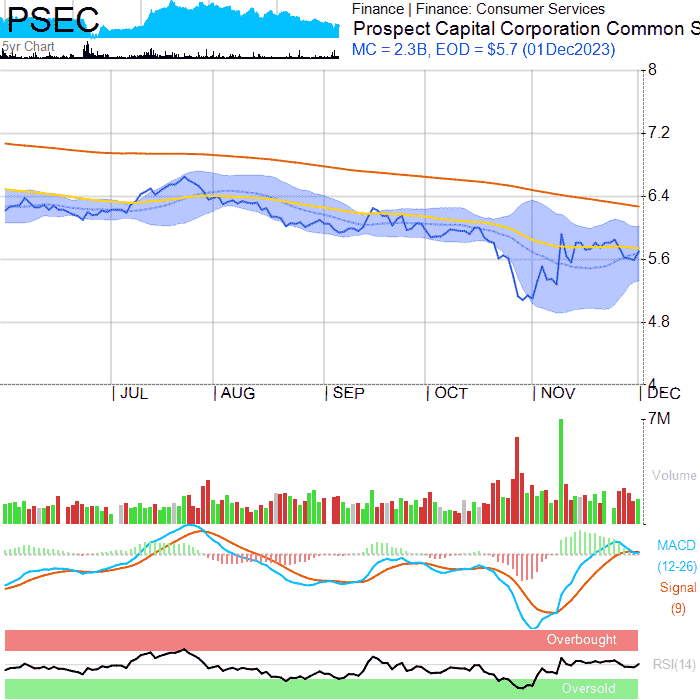 PSEC
5yr Chart
Finance | Finance: Consumer Services
Prospect Capital Corporation Common S
MC = 2.3B, EOD = $5.7 (01Dec2023)
8
7.2
6.4
5.6
4.8
4
| JUL | AUG | SEP | OCT | NOV | DEC
7M
Volume
MACD
(12-26)
Signal
(9)
Overbought
RSI(14)
Oversold